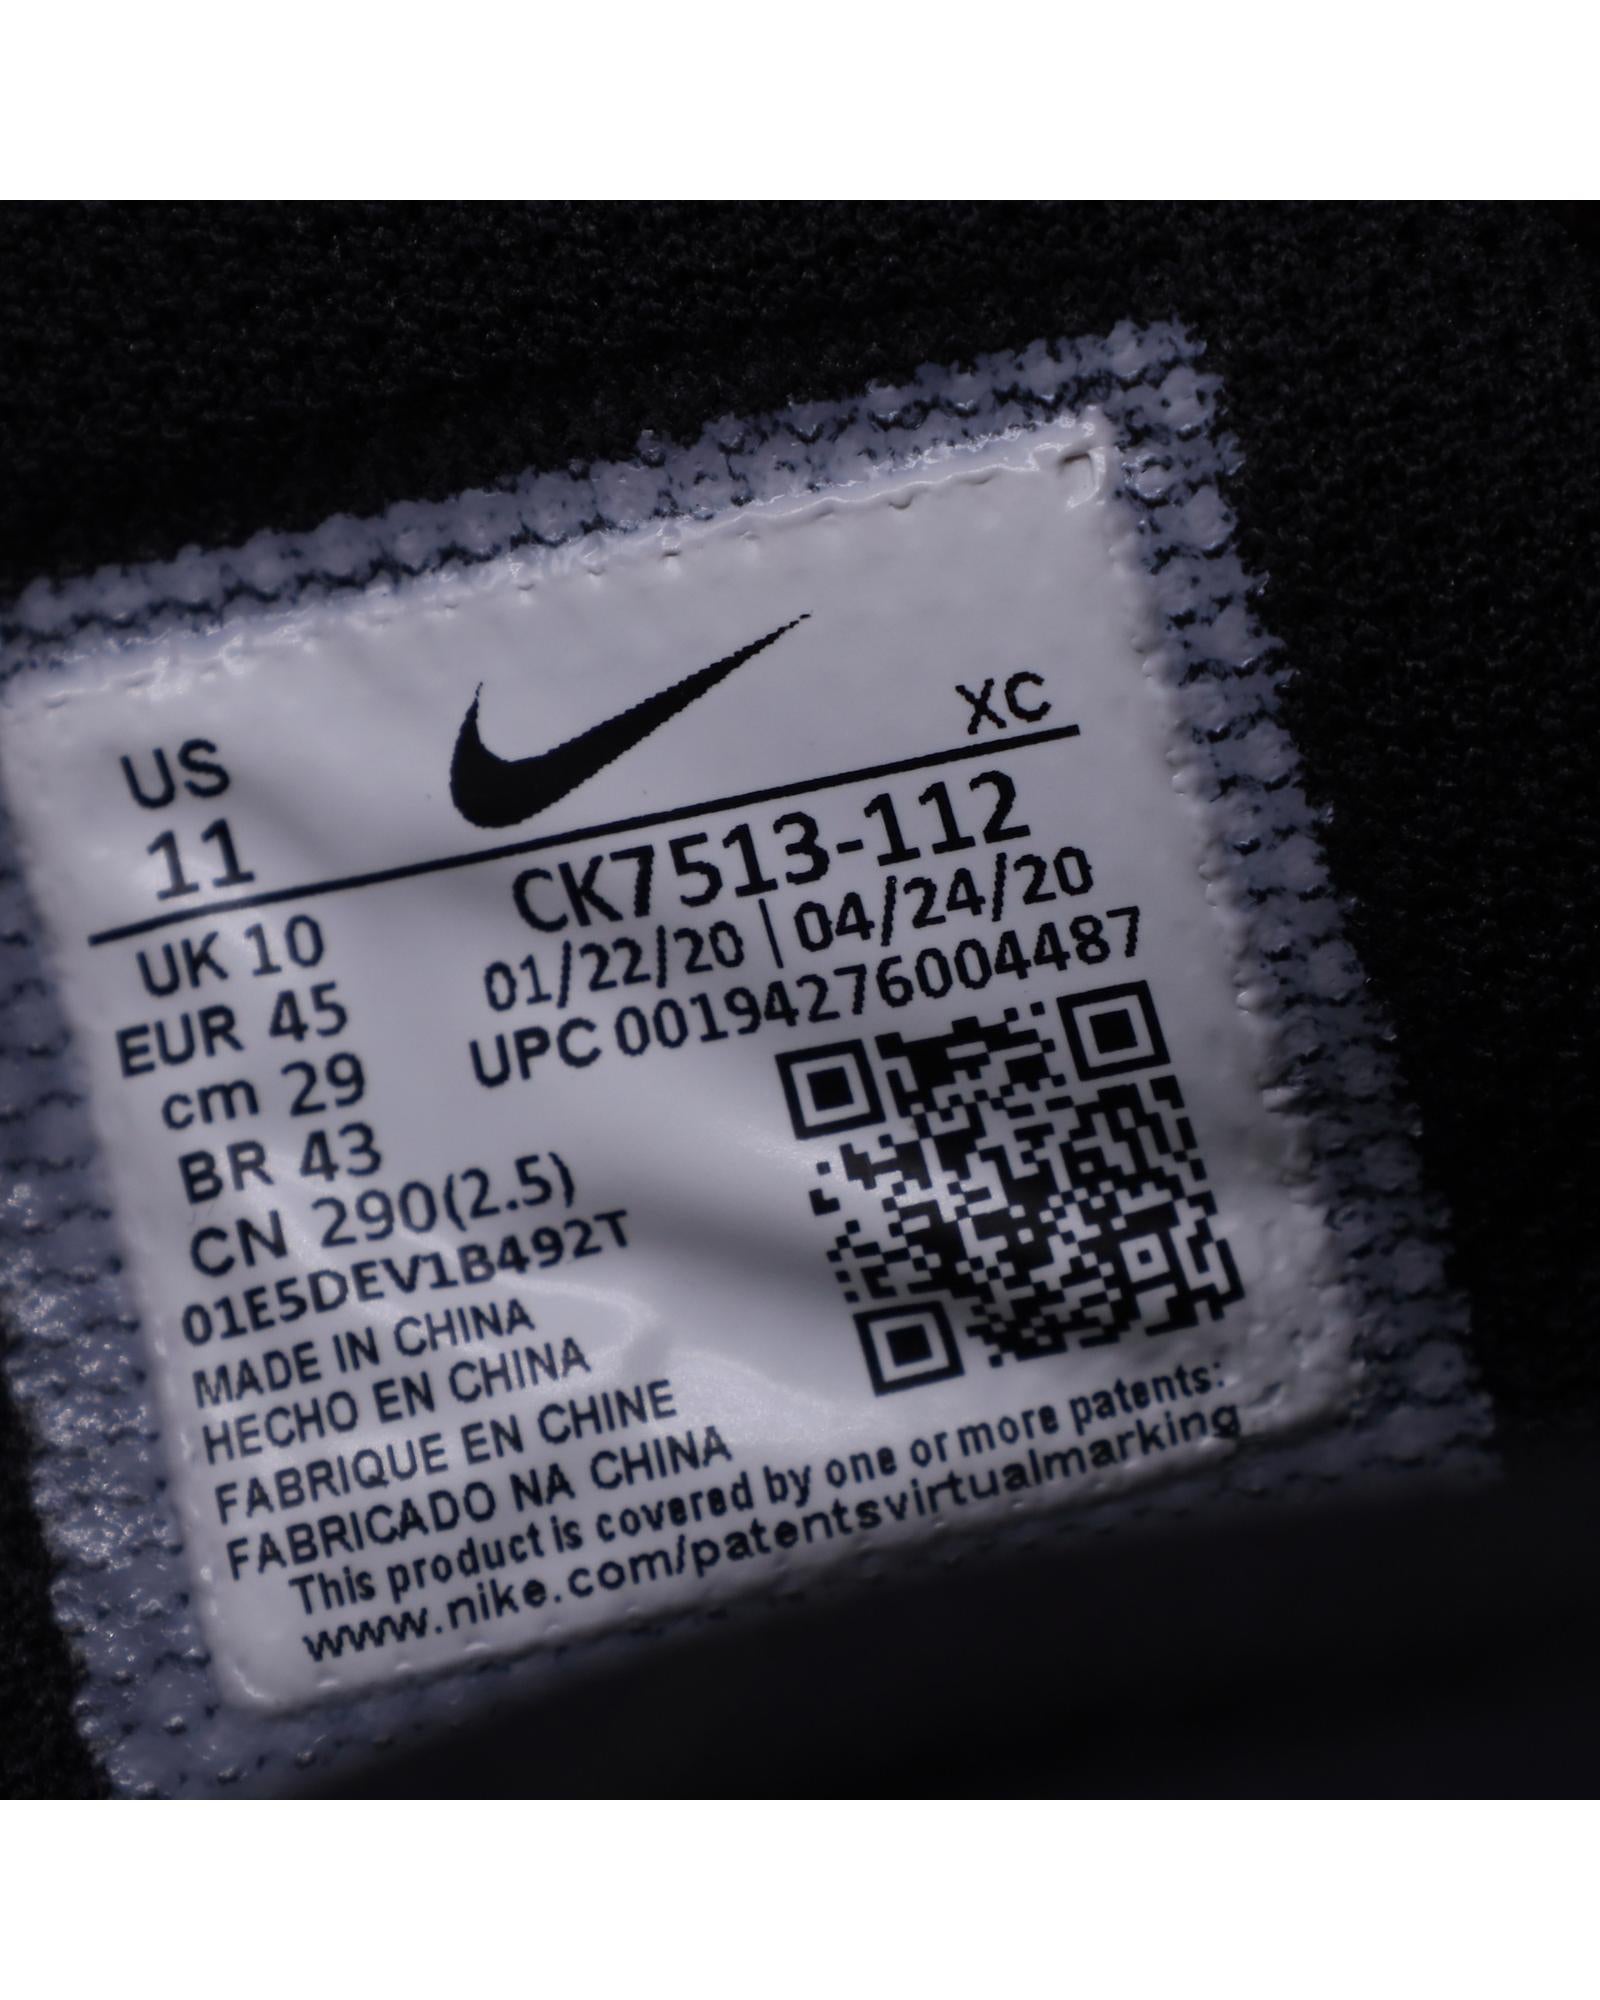 US
11
XC
UK 10
EUR 45
cm 29
BR 43
CN 290(2.5)
CK7513-112
01/22/20 | 04/24/20
UPC 00194276004487
01E5DEV1B492T
MADE IN CHINA
HECHO EN CHINA
FABRIQUE EN CHINE
FABRICADO NA CHINA
This product is covered by one or more patents:
www.nike.com/patentsvirtualmarking